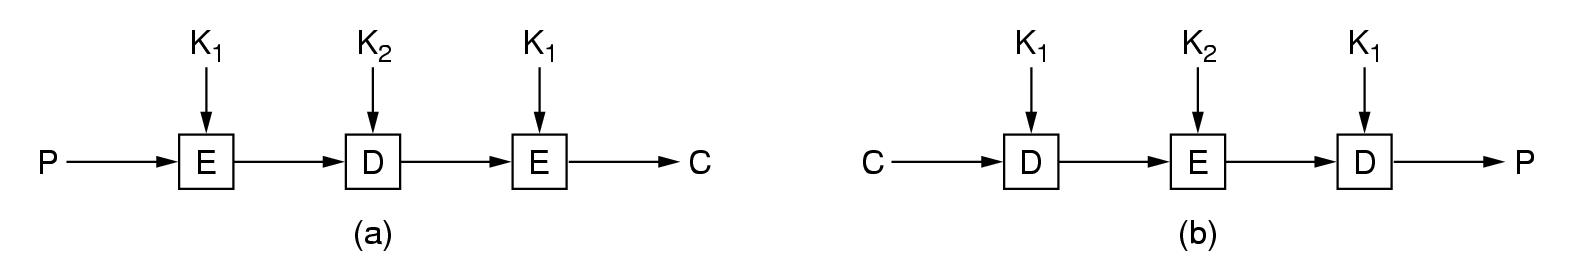 K₁ K₂ K₁ K₁ K₂ K₁
P E D E C C D E D P
(a) (b)